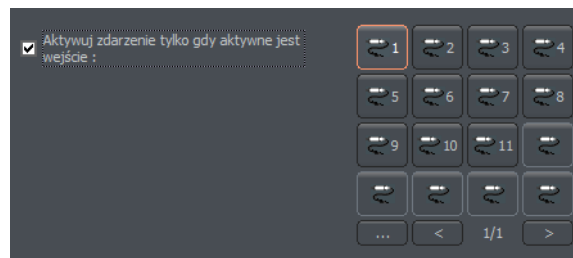 Aktywuj zdarzenie tylko gdy aktywne jest
wejście :
1 2 3 4
5 6 7 8
9 10 11
... < 1/1 >